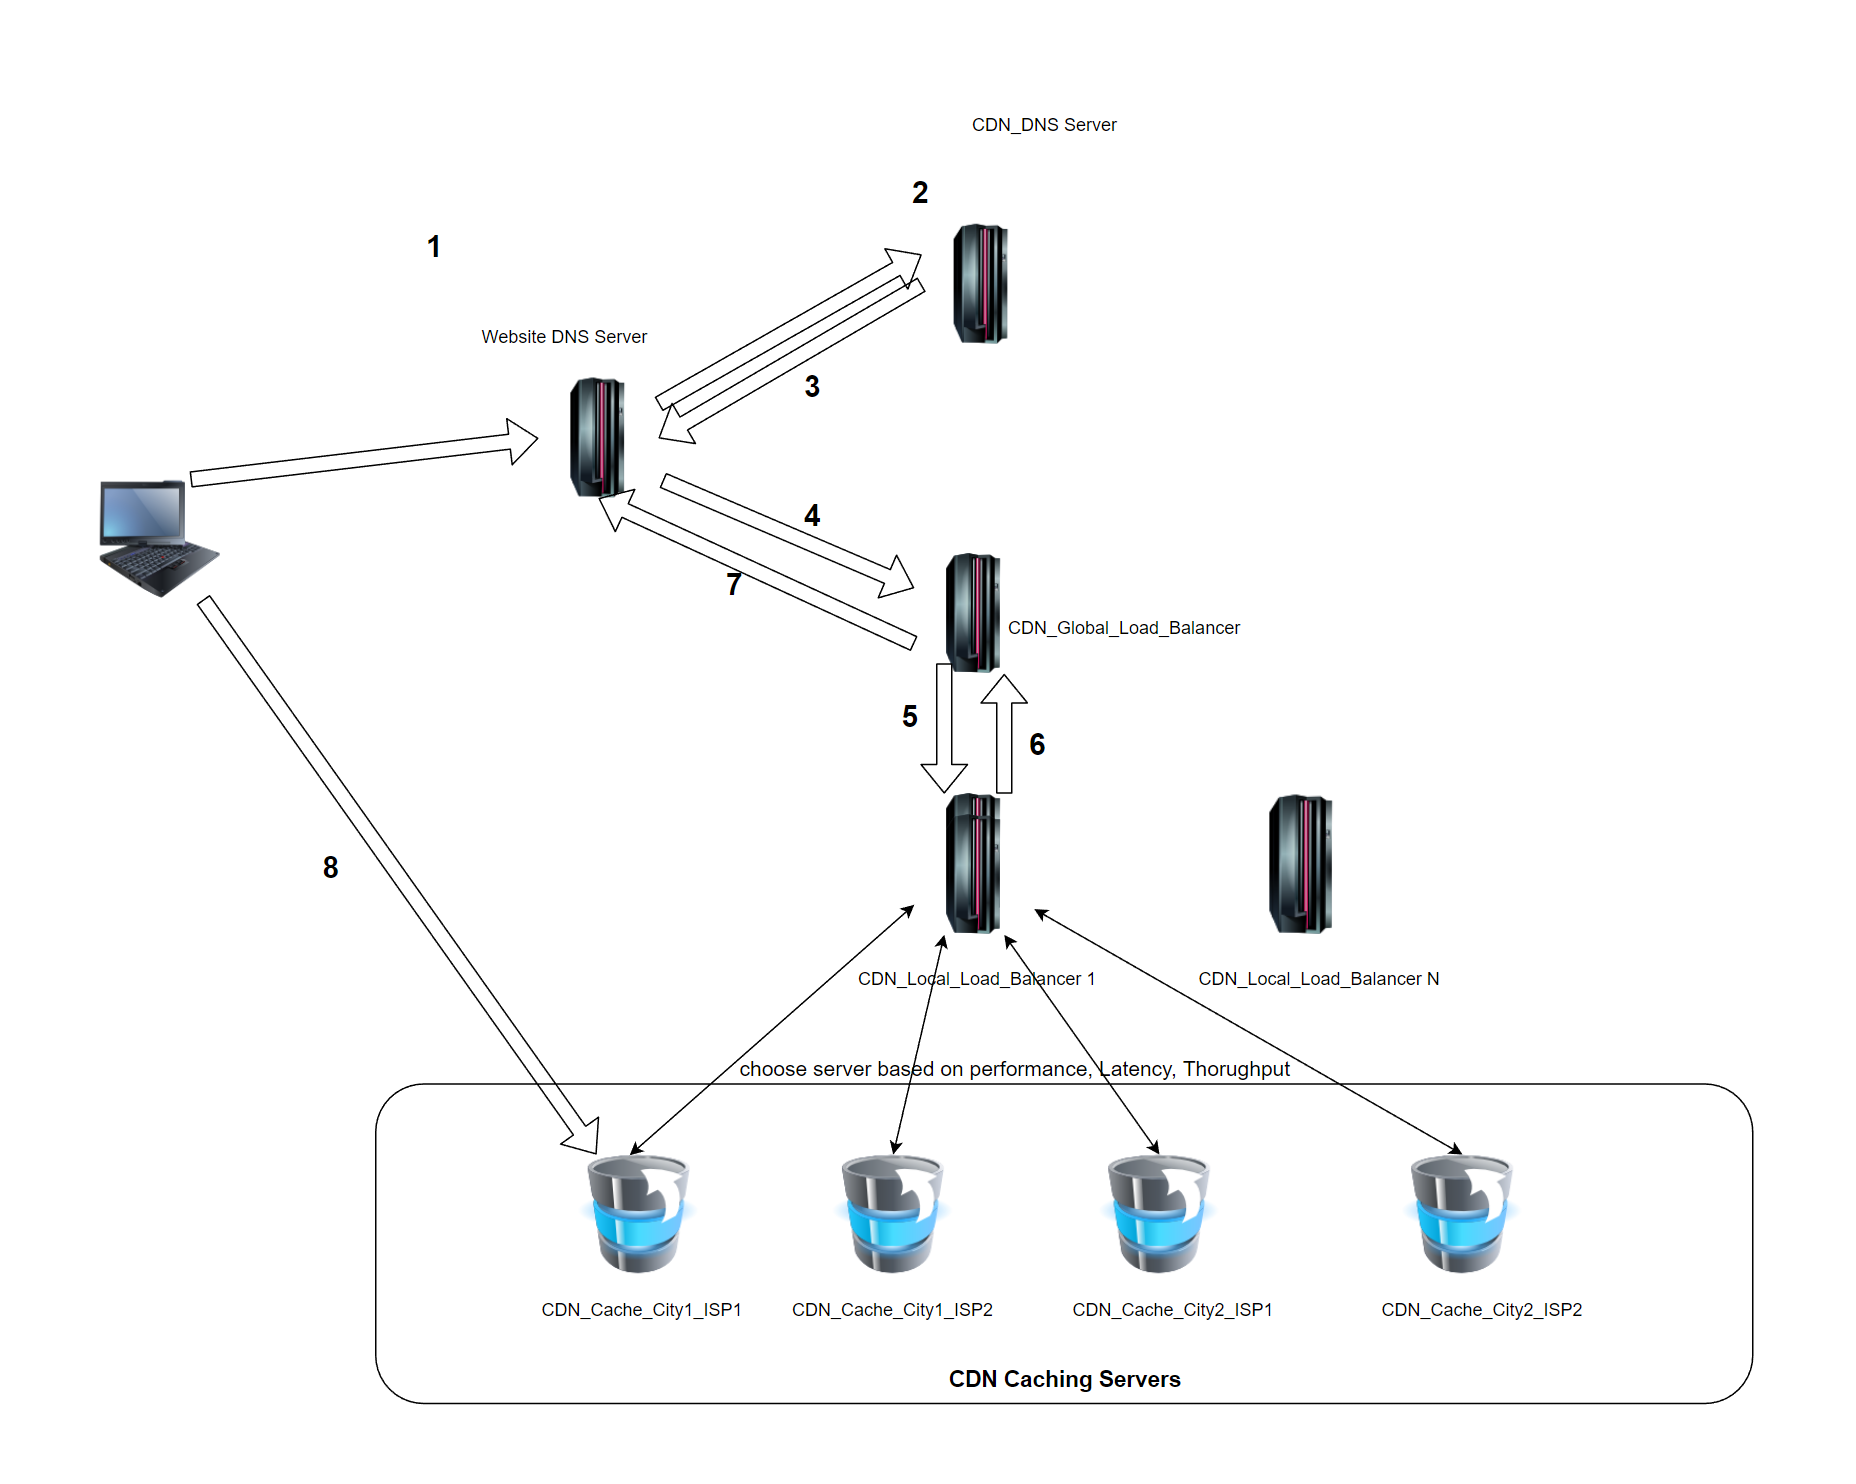 CDN_DNS Server
2
1
Website DNS Server
3
4
7
CDN_Global_Load_Balancer
5
6
8
CDN_Local_Load_Balancer 1
CDN_Local_Load_Balancer N
choose server based on performance, Latency, Thorughput
CDN_Cache_City1_ISP1
CDN_Cache_City1_ISP2
CDN_Cache_City2_ISP1
CDN_Cache_City2_ISP2
CDN Caching Servers